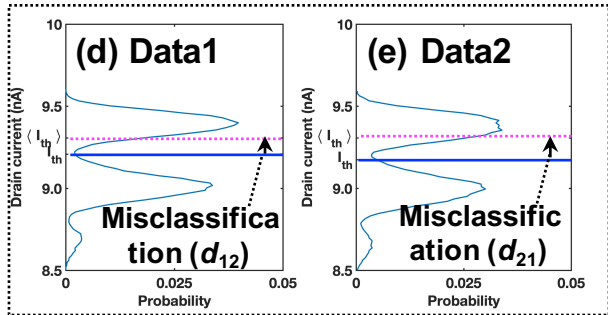 (d) Data1
Drain current (nA)
10
9.5
⟨ I_th ⟩
I_th
9.0
8.5
Misclassifica
tion (d12)
0
0.025
0.05
Probability
(e) Data2
Drain current (nA)
10
9.5
⟨ I_th ⟩
I_th
9.0
8.5
Misclassific
ation (d21)
0
0.025
0.05
Probability